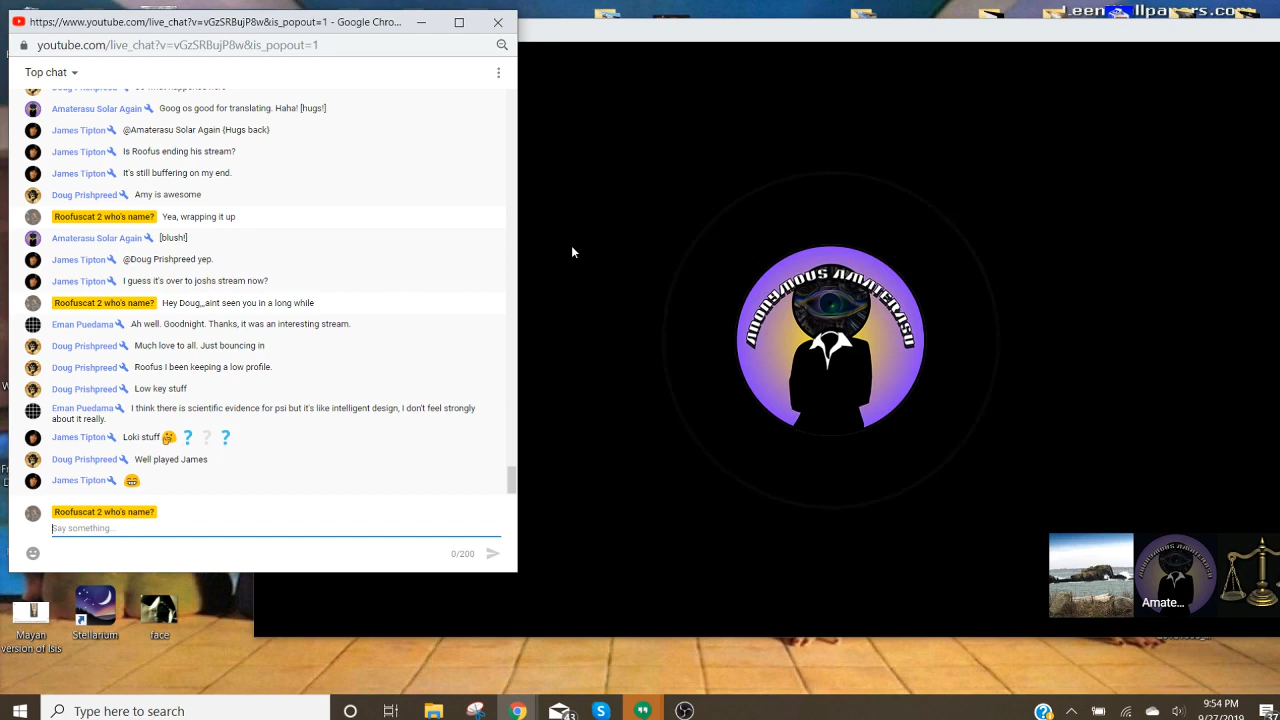 https://www.youtube.com/live_chat?v=vGzSRBujP8w&is_popout=1 - Google Chro...
youtube.com/live_chat?v=vGzSRBujP8w&is_popout=1
Top chat
Amaterasu Solar Again Goog os good for translating. Haha! [hugs!]
James Tipton @Amaterasu Solar Again {Hugs back}
James Tipton Is Roofus ending his stream?
James Tipton It's still buffering on my end.
Doug Prishpreed Amy is awesome
Roofuscat 2 who's name? Yea, wrapping it up
Amaterasu Solar Again [blush!]
James Tipton @Doug Prishpreed yep.
James Tipton I guess it's over to joshs stream now?
Roofuscat 2 who's name? Hey Doug,,,aint seen you in a long while
Eman Puedama Ah well. Goodnight. Thanks, it was an interesting stream.
Doug Prishpreed Much love to all. Just bouncing in
Doug Prishpreed Roofus I been keeping a low profile.
Doug Prishpreed Low key stuff
Eman Puedama I think there is scientific evidence for psi but it's like intelligent design, I don't feel strongly
about it really.
James Tipton Loki stuff 🤔 ? ? ?
Doug Prishpreed Well played James
James Tipton 😁
Roofuscat 2 who's name?
Say something...
0/200
ANONYMOUS AMATERASU
Amate...
Mayan
version of Isis
Stellarium
face
Type here to search
43
9:54 PM
9/27/2019